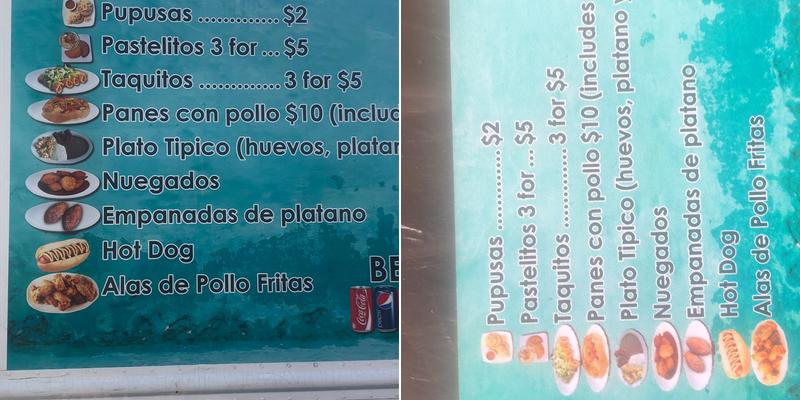 Pupusas ............. $2
Pastelitos 3 for ... $5
Taquitos ............. 3 for $5
Panes con pollo $10 (includ
Plato Tipico (huevos, platan
Nuegados
Empanadas de platano
Hot Dog
Alas de Pollo Fritas
BE
Coca-Cola
pepsi
Pupusas ............. $2
Pastelitos 3 for ... $5
Taquitos ............. 3 for $5
Panes con pollo $10 (includes
Plato Tipico (huevos, platano y
Nuegados
Empanadas de platano
Hot Dog
Alas de Pollo Fritas